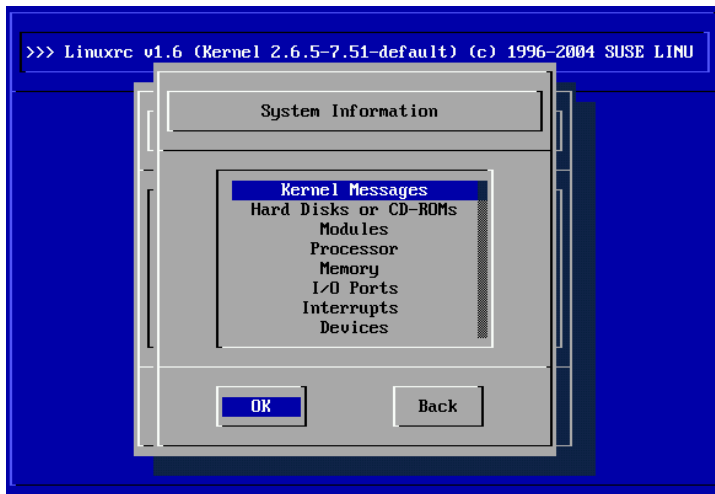 >>> Linuxrc v1.6 (Kernel 2.6.5-7.51-default) (c) 1996-2004 SUSE LINU
System Information
Kernel Messages
Hard Disks or CD-ROMs
Modules
Processor
Memory
I/O Ports
Interrupts
Devices
OK Back